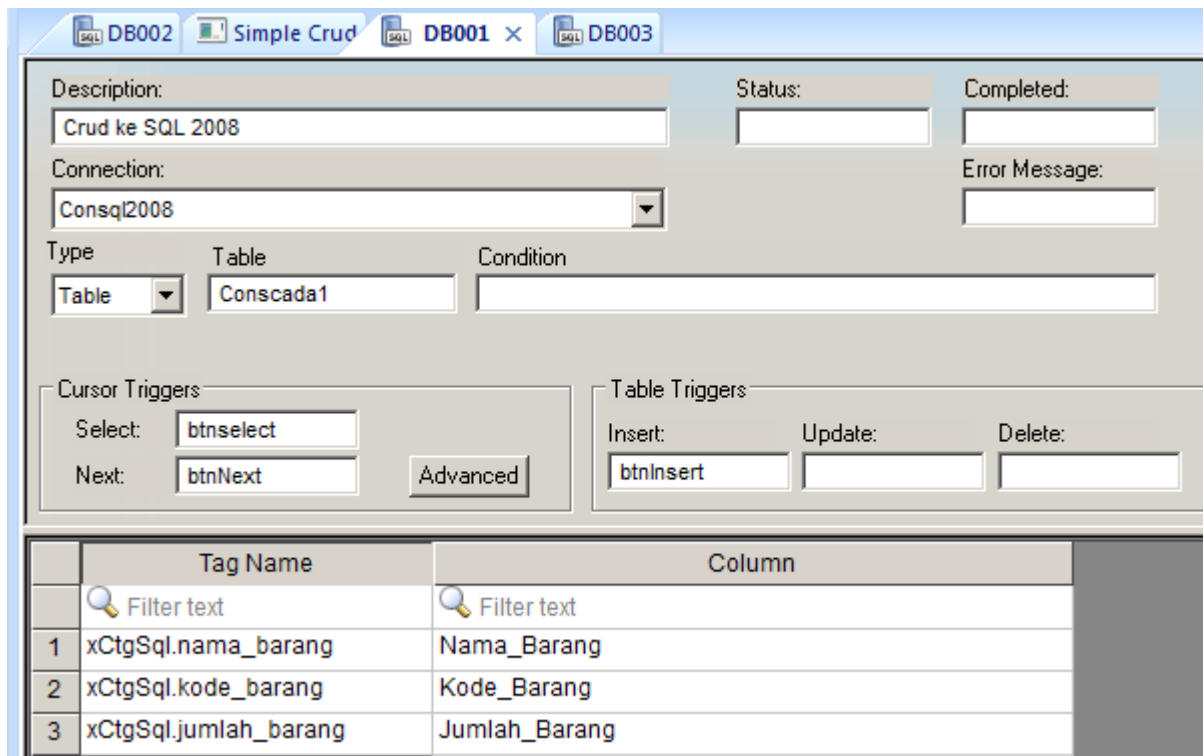 DB002 Simple Crud DB001 DB003
Description: Status: Completed:
Crud ke SQL 2008
Connection: Error Message:
Consql2008
Type Table Condition
Table Conscada1
Cursor Triggers Table Triggers
Select: btnselect Insert: Update: Delete:
Next: btnNext Advanced btnInsert
Tag Name Column
Filter text Filter text
1 xCtgSql.nama_barang Nama_Barang
2 xCtgSql.kode_barang Kode_Barang
3 xCtgSql.jumlah_barang Jumlah_Barang